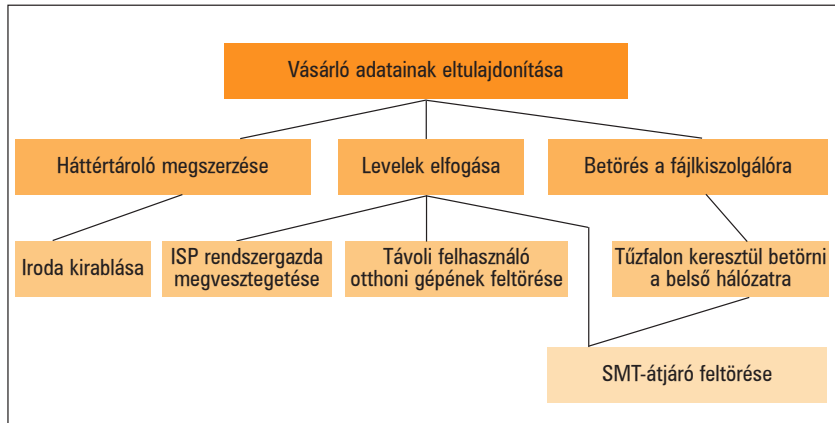 Vásárló adatainak eltulajdonítása
Háttértároló megszerzése
Levelek elfogása
Betörés a fájlkiszolgálóra
Iroda kirablása
ISP rendszergazda
megvesztegetése
Távoli felhasználó
otthoni gépének feltörése
Tűzfalon keresztül betörni
a belső hálózatra
SMT-átjáró feltörése